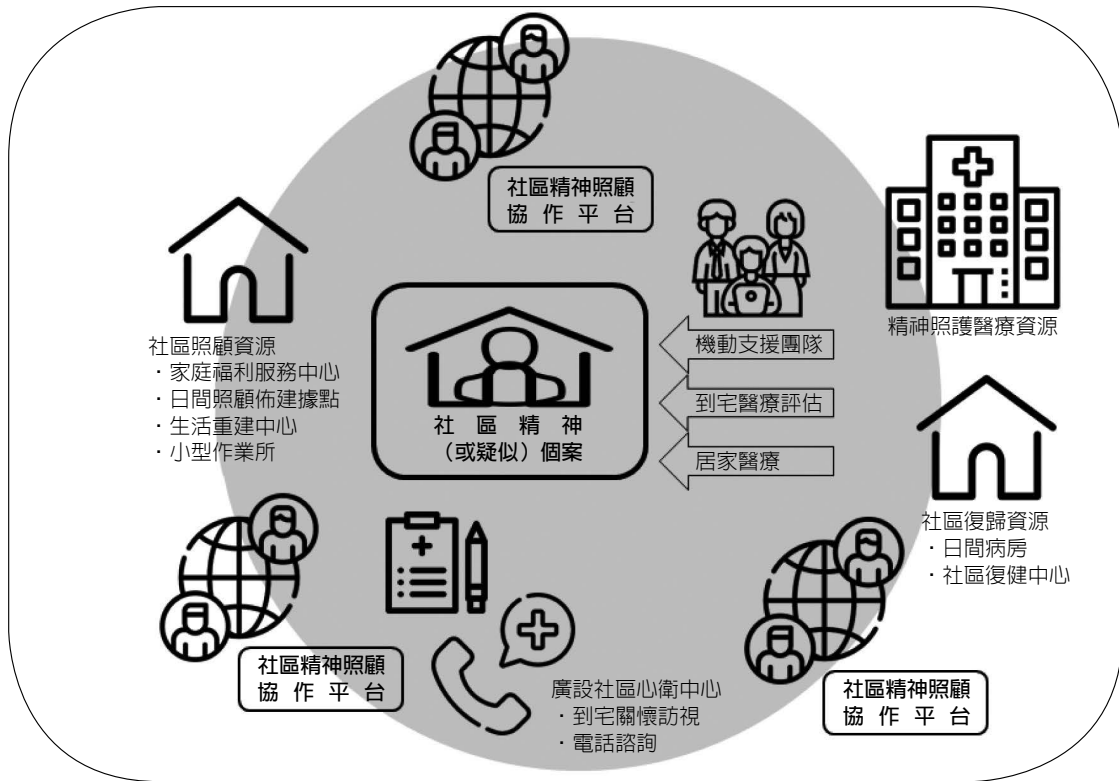 社區精神照顧
協作平台
精神照護醫療資源
社區照顧資源
・家庭福利服務中心
・日間照顧佈建據點
・生活重建中心
・小型作業所
社區精神
（或疑似）個案
機動支援團隊
到宅醫療評估
居家醫療
社區復歸資源
・日間病房
・社區復健中心
社區精神照顧
協作平台
廣設社區心衛中心
・到宅關懷訪視
・電話諮詢
社區精神照顧
協作平台